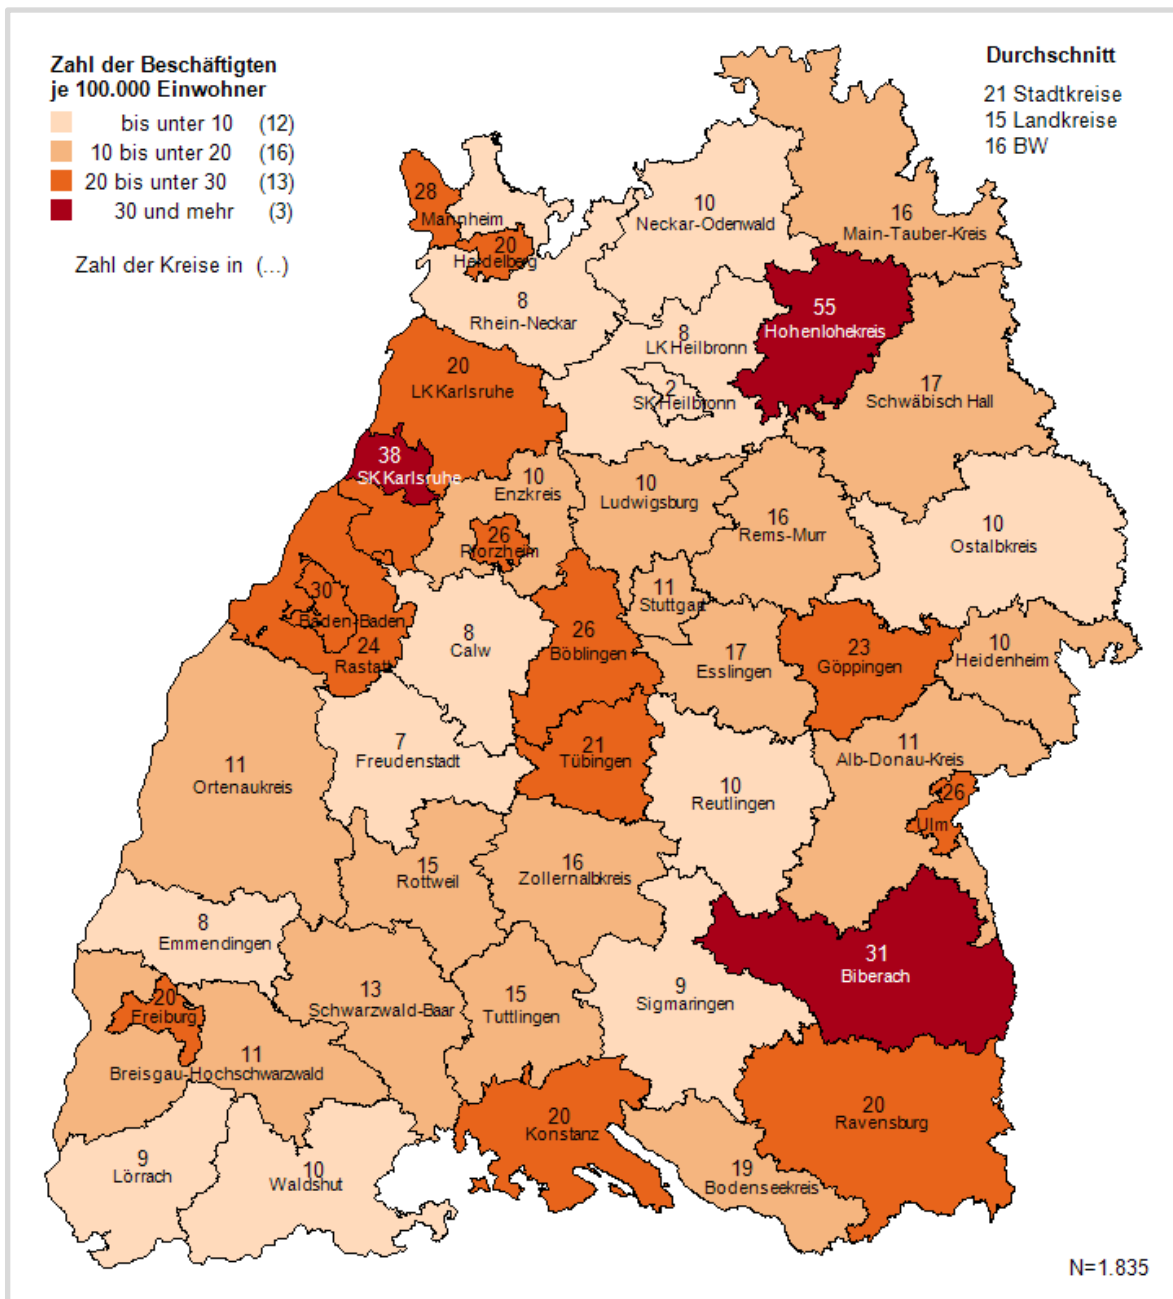 Zahl der Beschäftigten
je 100.000 Einwohner
bis unter 10 (12)
10 bis unter 20 (16)
20 bis unter 30 (13)
30 und mehr (3)
Zahl der Kreise in (...)
Durchschnitt
21 Stadtkreise
15 Landkreise
16 BW
28
Mannheim
20
Heidelberg
10
Neckar-Odenwald
16
Main-Tauber-Kreis
8
Rhein-Neckar
8
LK Heilbronn
55
Hohenlohekreis
20
LK Karlsruhe
2
SK Heilbronn
17
Schwäbisch Hall
38
SK Karlsruhe
10
Enzkreis
10
Ludwigsburg
16
Rems-Murr
10
Ostalbkreis
26
Pforzheim
11
Stuttgart
30
Baden-Baden
24
Rastatt
8
Calw
26
Böblingen
17
Esslingen
23
Göppingen
10
Heidenheim
7
Freudenstadt
21
Tübingen
11
Alb-Donau-Kreis
11
Ortenaukreis
10
Reutlingen
26
Ulm
15
Rottweil
16
Zollernalbkreis
8
Emmendingen
31
Biberach
20
Freiburg
13
Schwarzwald-Baar
15
Tuttlingen
9
Sigmaringen
11
Breisgau-Hochschwarzwald
20
Konstanz
20
Ravensburg
9
Lörrach
10
Waldshut
19
Bodenseekreis
N=1.835